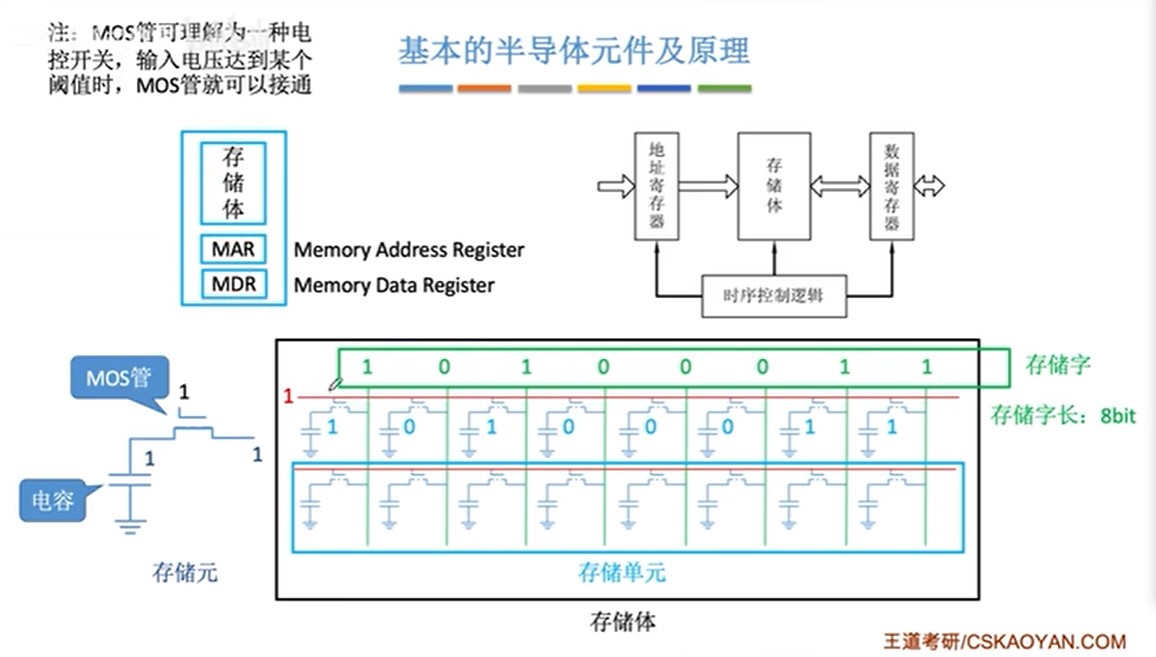 注：MOS管可理解为一种电
控开关，输入电压达到某个
阈值时，MOS管就可以接通
基本的半导体元件及原理
存
储
体
MAR
Memory Address Register
MDR
Memory Data Register
地
址
寄
存
器
存
储
体
数
据
寄
存
器
时序控制逻辑
MOS管
1
1
1
电容
存储元
1 0 1 0 0 0 1 1
存储字
1
1 0 1 0 0 0 1 1
存储字长：8bit
存储单元
存储体
王道考研/CSKAOYAN.COM